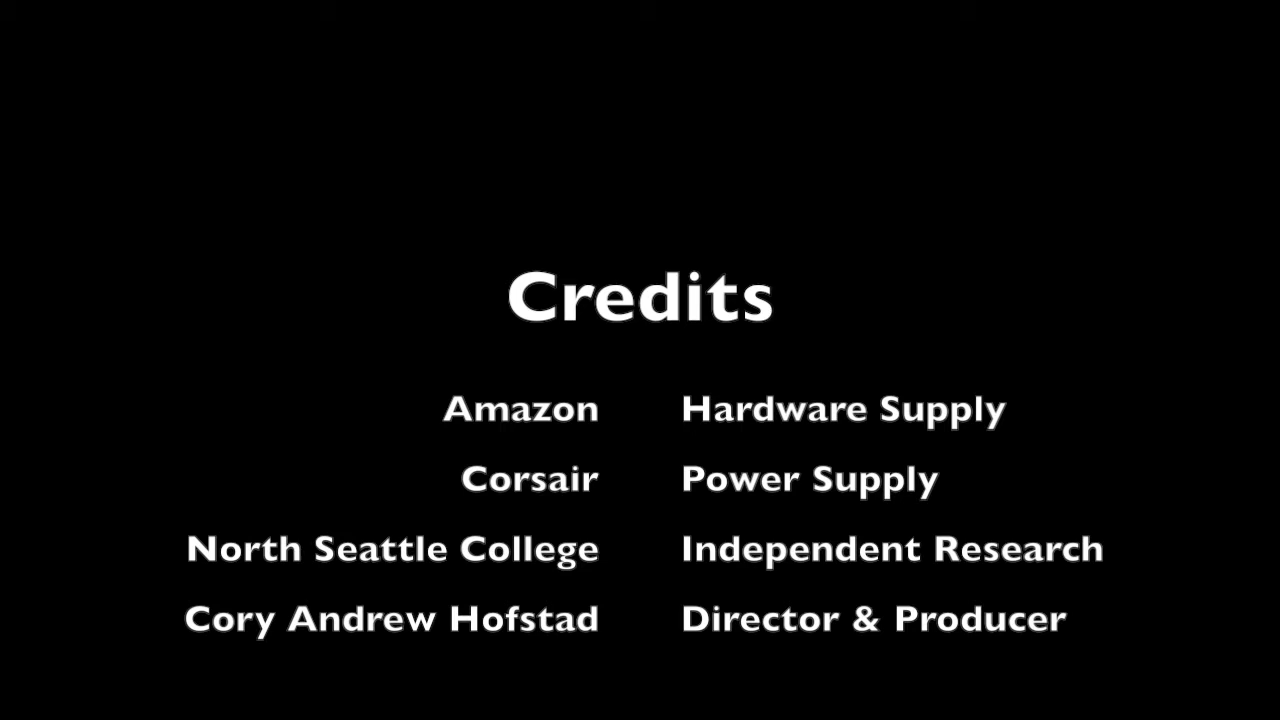 Credits
Amazon Hardware Supply
Corsair Power Supply
North Seattle College Independent Research
Cory Andrew Hofstad Director & Producer